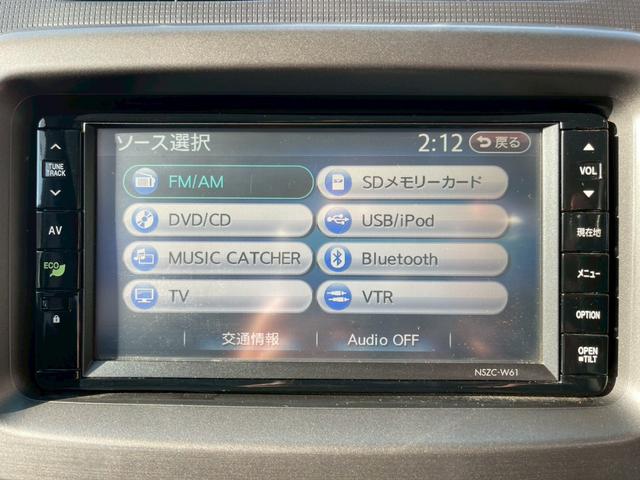 ソース選択
2:12
戻る
FM/AM
SDメモリーカード
DVD/CD
USB/iPod
MUSIC CATCHER
Bluetooth
TV
VTR
交通情報
Audio OFF
TUNE
TRACK
AV
ECO
VOL
現在地
メニュー
OPTION
OPEN
TILT
NSZC-W61